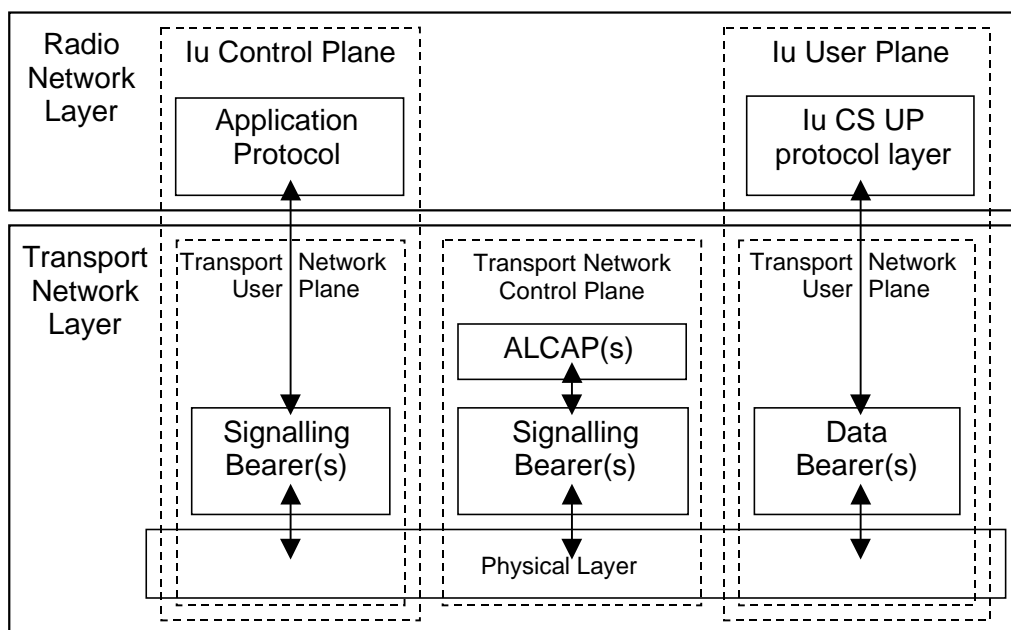 Radio
Network
Layer
Iu Control Plane
Iu User Plane
Application
Protocol
Iu CS UP
protocol layer
Transport
Network
Layer
Transport Network
User Plane
Transport Network
Control Plane
Transport Network
User Plane
ALCAP(s)
Signalling
Bearer(s)
Signalling
Bearer(s)
Data
Bearer(s)
Physical Layer